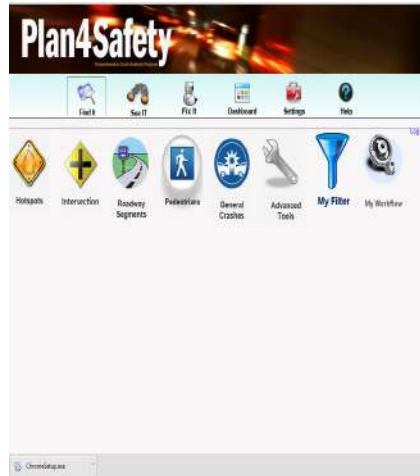 Plan4Safety
Find It
See IT
Fix It
Dashboard
Settings
Help
Log
Hotspots
Intersection
Roadway
Segments
Pedestrians
General
Crashes
Advanced
Tools
My Filter
My Workflow
ChromeSetup.exe